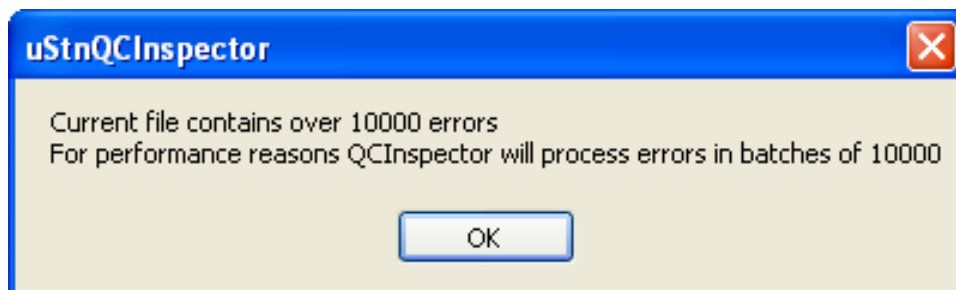 uStnQCInspector
Current file contains over 10000 errors
For performance reasons QCInspector will process errors in batches of 10000
OK